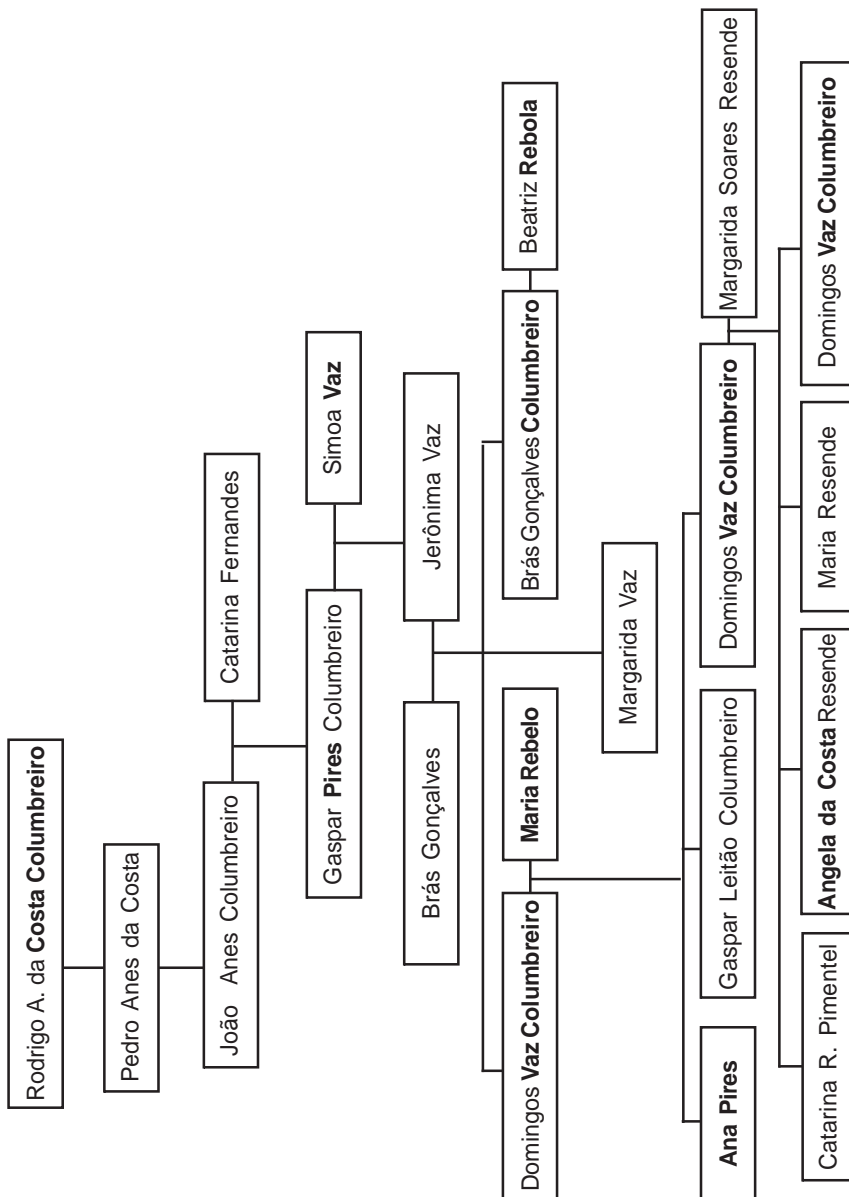 Rodrigo A. da Costa Columbreiro
Pedro Anes da Costa
João Anes Columbreiro
Catarina Fernandes
Gaspar Pires Columbreiro
Simoa Vaz
Brás Gonçalves
Jerônima Vaz
Domingos Vaz Columbreiro
Maria Rebelo
Brás Gonçalves Columbreiro
Beatriz Rebola
Margarida Vaz
Ana Pires
Gaspar Leitão Columbreiro
Domingos Vaz Columbreiro
Margarida Soares Resende
Catarina R. Pimentel
Angela da Costa Resende
Maria Resende
Domingos Vaz Columbreiro